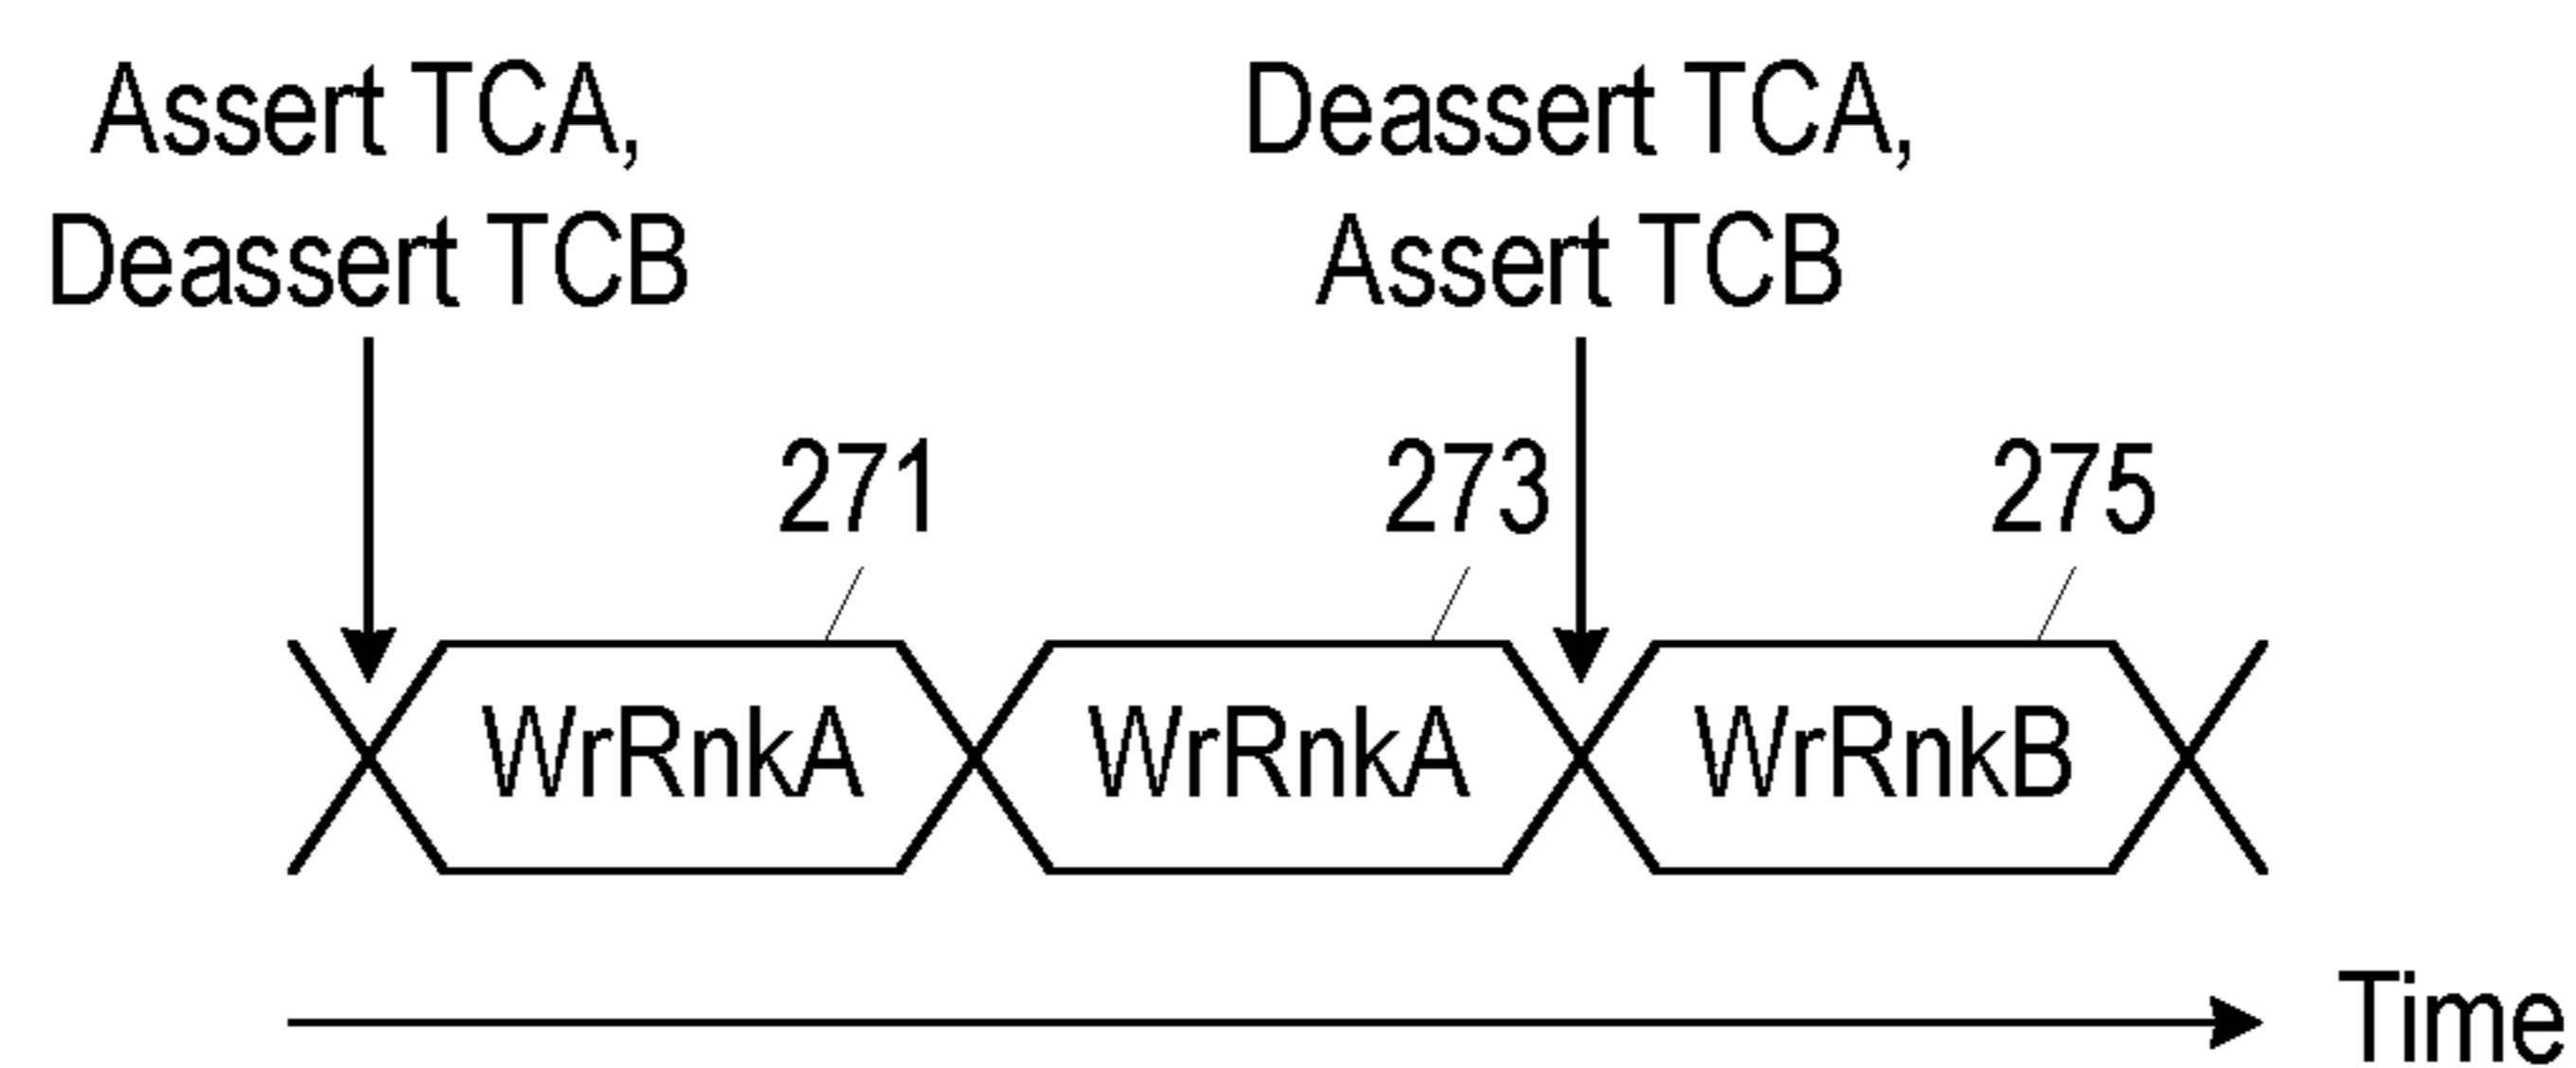 Assert TCA,
Deassert TCB
Deassert TCA,
Assert TCB
271
273
275
WrRnkA
WrRnkA
WrRnkB
Time